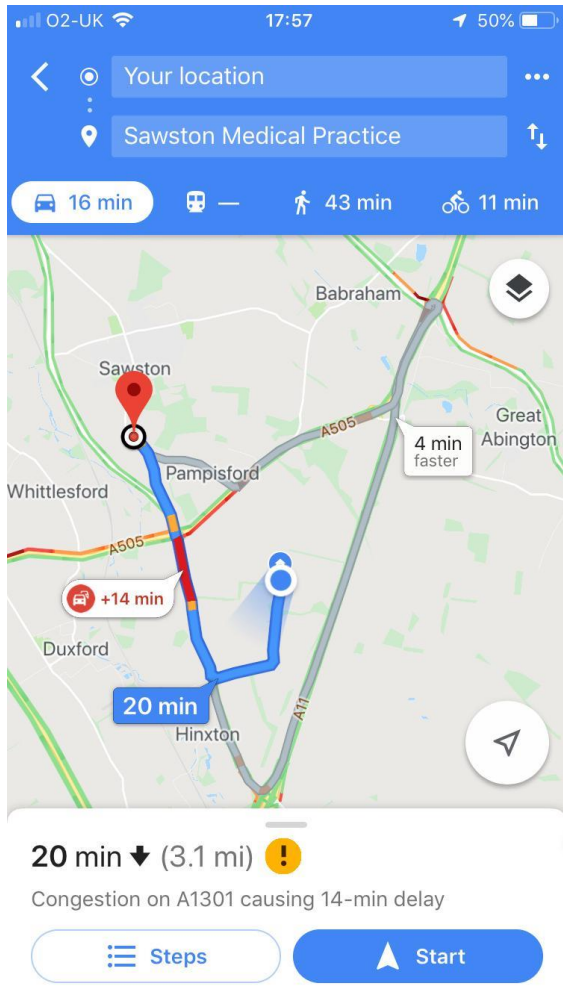 O2-UK 17:57 50%
Your location
Sawston Medical Practice
16 min — 43 min 11 min
Babraham
Sawston
A505
Great
Abington
4 min
faster
Pampisford
Whittlesford
A505
+14 min
Duxford
20 min
A11
Hinxton
20 min (3.1 mi) !
Congestion on A1301 causing 14-min delay
Steps Start